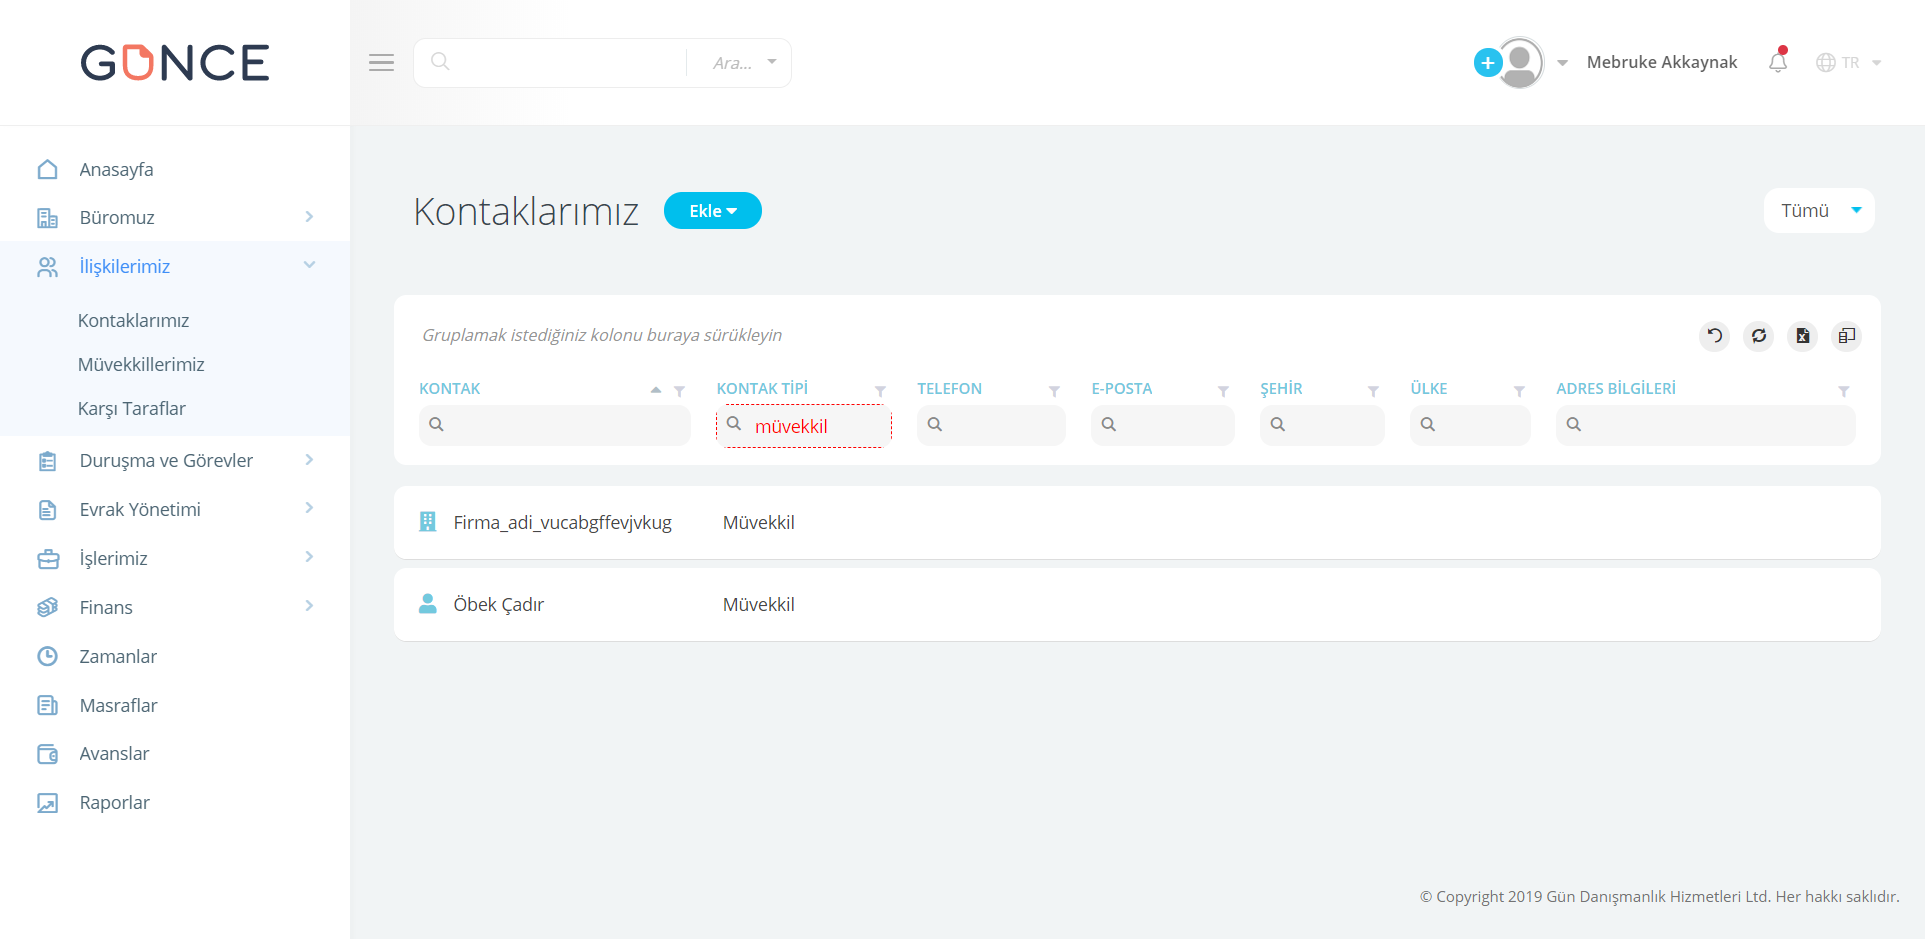 GÜNCE
Ara...
Mebruke Akkaynak
TR
Anasayfa
Büromuz
İlişkilerimiz
Kontaklarımız
Müvekkillerimiz
Karşı Taraflar
Duruşma ve Görevler
Evrak Yönetimi
İşlerimiz
Finans
Zamanlar
Masraflar
Avanslar
Raporlar
Kontaklarımız
Ekle
Tümü
Gruplamak istediğiniz kolonu buraya sürükleyin
KONTAK KONTAK TİPİ TELEFON E-POSTA ŞEHİR ÜLKE ADRES BİLGİLERİ
müvekkil
Firma_adi_vucabgffevjvkug Müvekkil
Öbek Çadır Müvekkil
© Copyright 2019 Gün Danışmanlık Hizmetleri Ltd. Her hakkı saklıdır.